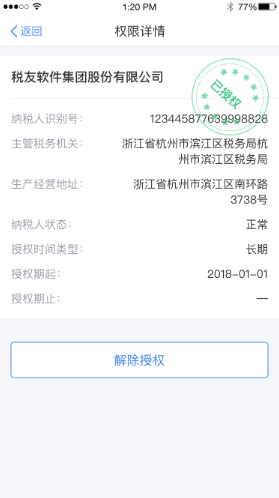 1:20 PM
77%
返回
权限详情
税友软件集团股份有限公司
已授权
纳税人识别号：
123445877639998828
主管税务机关：
浙江省杭州市滨江区税务局杭
州市滨江区税务局
生产经营地址：
浙江省杭州市滨江区南环路
3738号
纳税人状态：
正常
授权时间类型：
长期
授权期起：
2018-01-01
授权期止：
—
解除授权